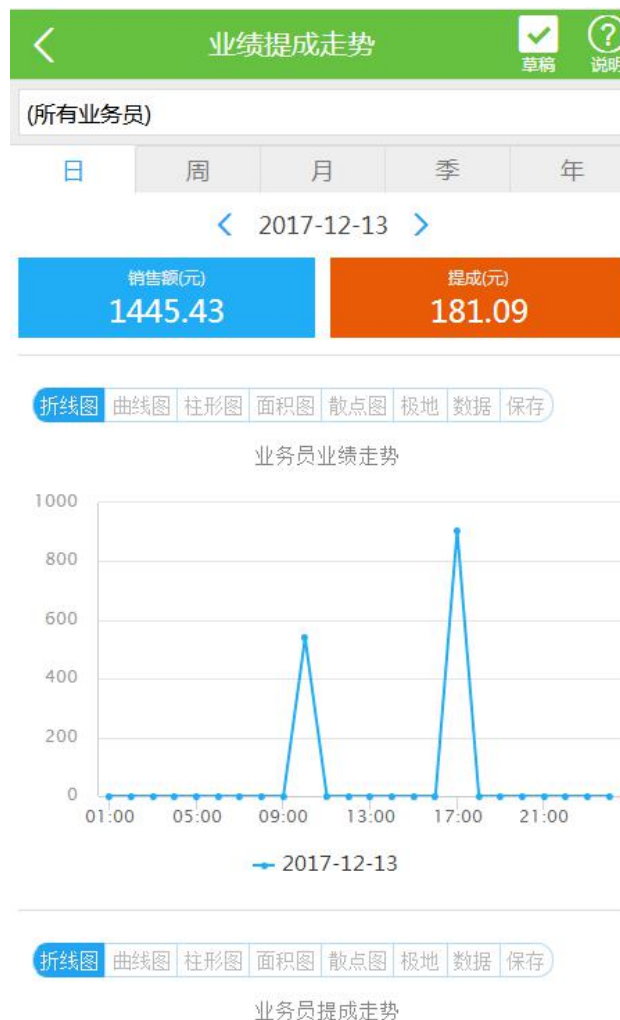 业绩提成走势
草稿
说明
(所有业务员)
日 周 月 季 年
2017-12-13
销售额(元) 提成(元)
1445.43 181.09
折线图 曲线图 柱形图 面积图 散点图 极地 数据 保存
业务员业绩走势
1000
800
600
400
200
0
01:00 05:00 09:00 13:00 17:00 21:00
2017-12-13
折线图 曲线图 柱形图 面积图 散点图 极地 数据 保存
业务员提成走势